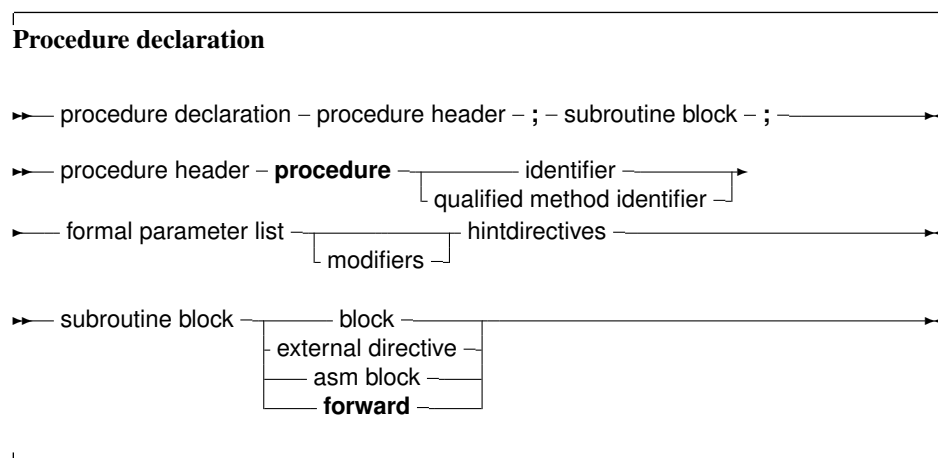 Procedure declaration
procedure declaration procedure header ; subroutine block ;
procedure header procedure identifier
qualified method identifier
formal parameter list hintdirectives
modifiers
subroutine block block
external directive
asm block
forward